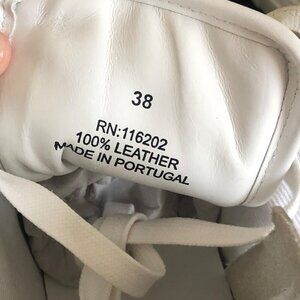 38
RN:116202
100% LEATHER
MADE IN PORTUGAL